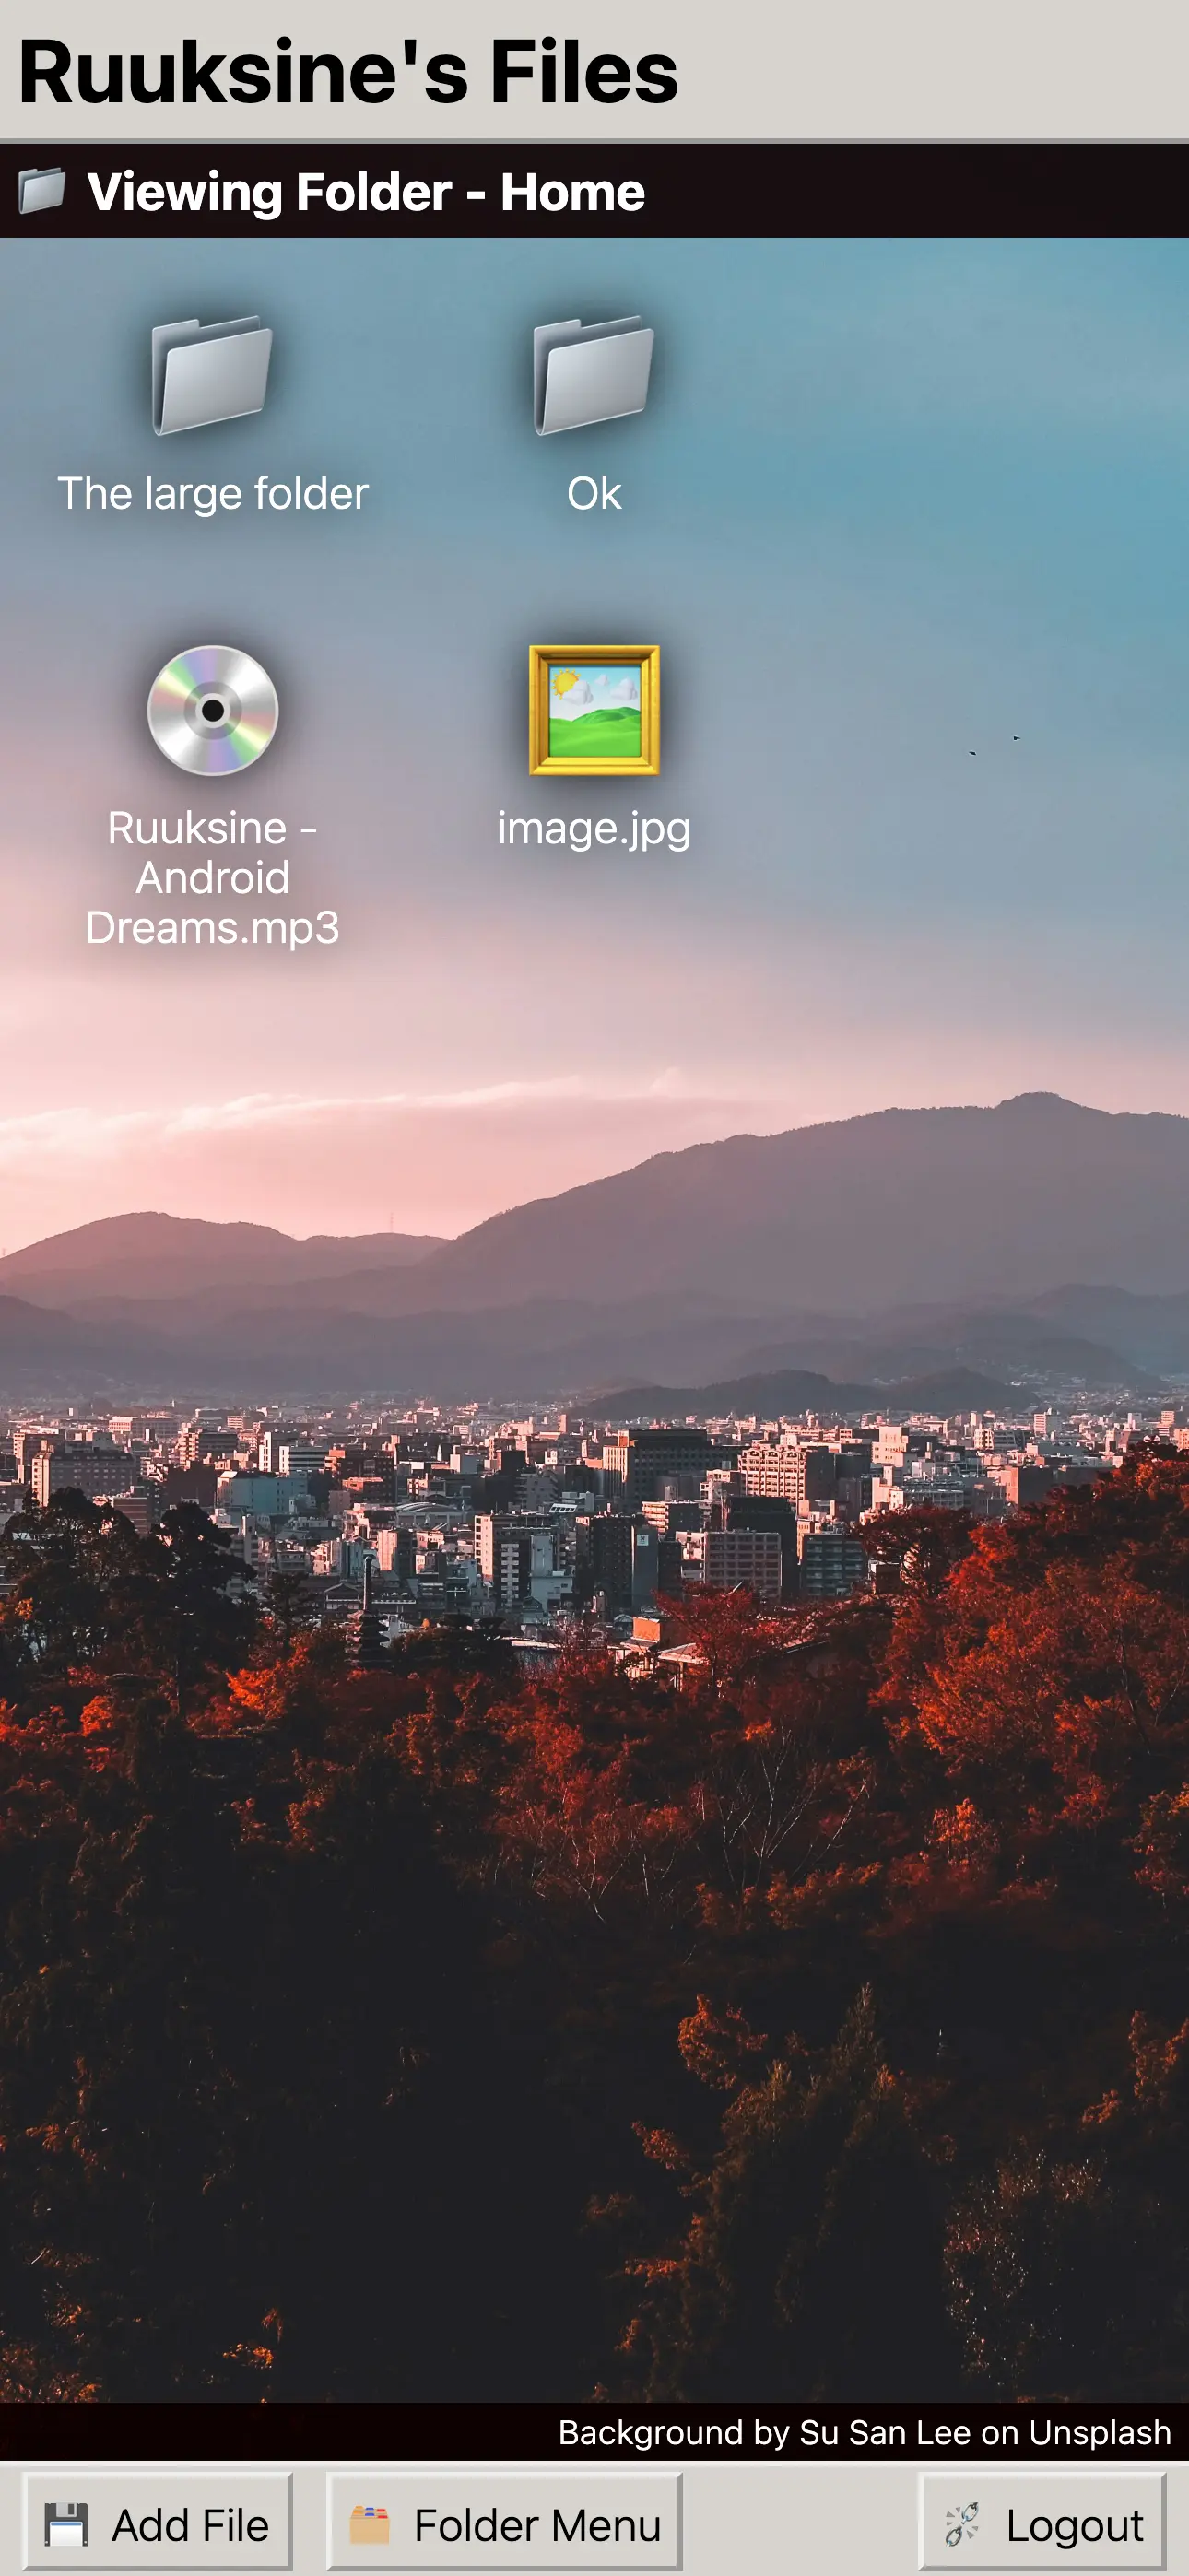 Ruuksine's Files
Viewing Folder - Home
The large folder
Ok
Ruuksine -
Android
Dreams.mp3
image.jpg
Background by Su San Lee on Unsplash
Add File
Folder Menu
Logout